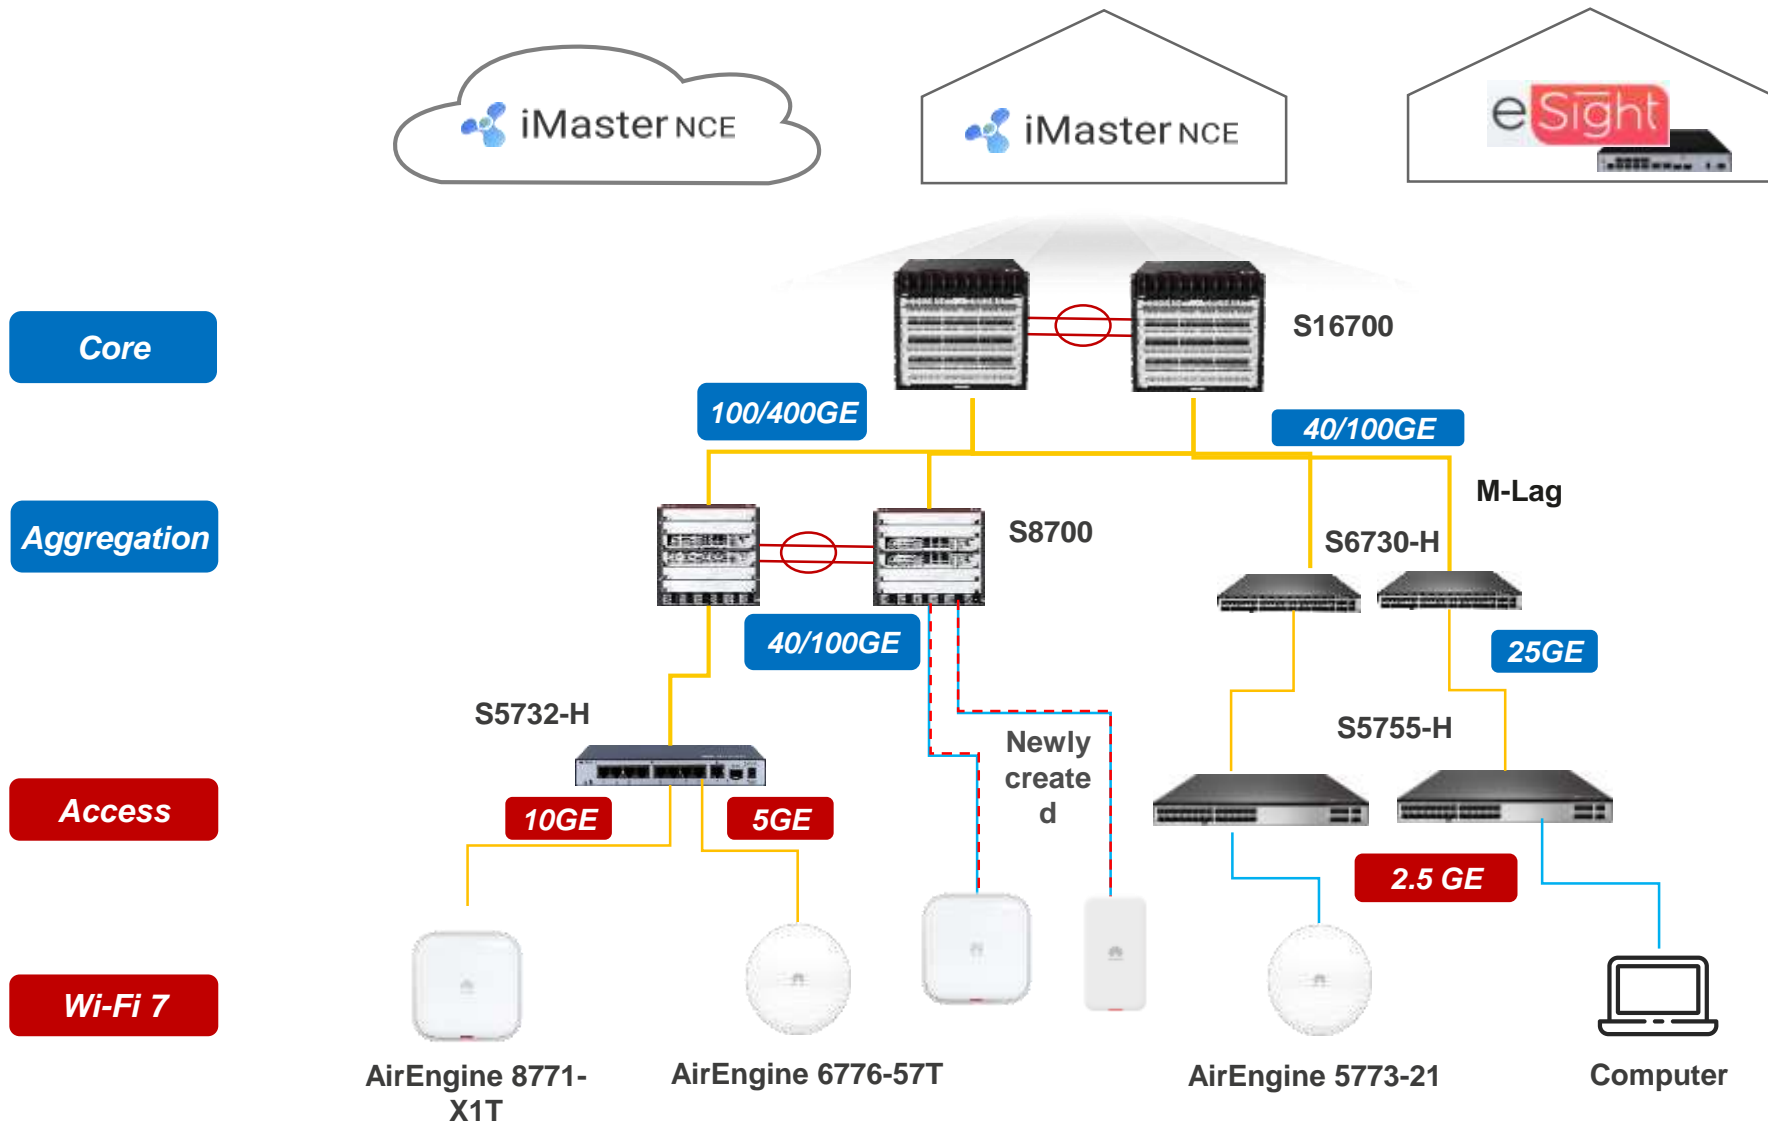 iMaster NCE
iMaster NCE
eSight
S16700
Core
100/400GE
40/100GE
M-Lag
Aggregation
S8700
S6730-H
40/100GE
25GE
S5732-H
S5755-H
Newly
create
d
Access
10GE
5GE
2.5 GE
Wi-Fi 7
AirEngine 8771-
X1T
AirEngine 6776-57T
AirEngine 5773-21
Computer